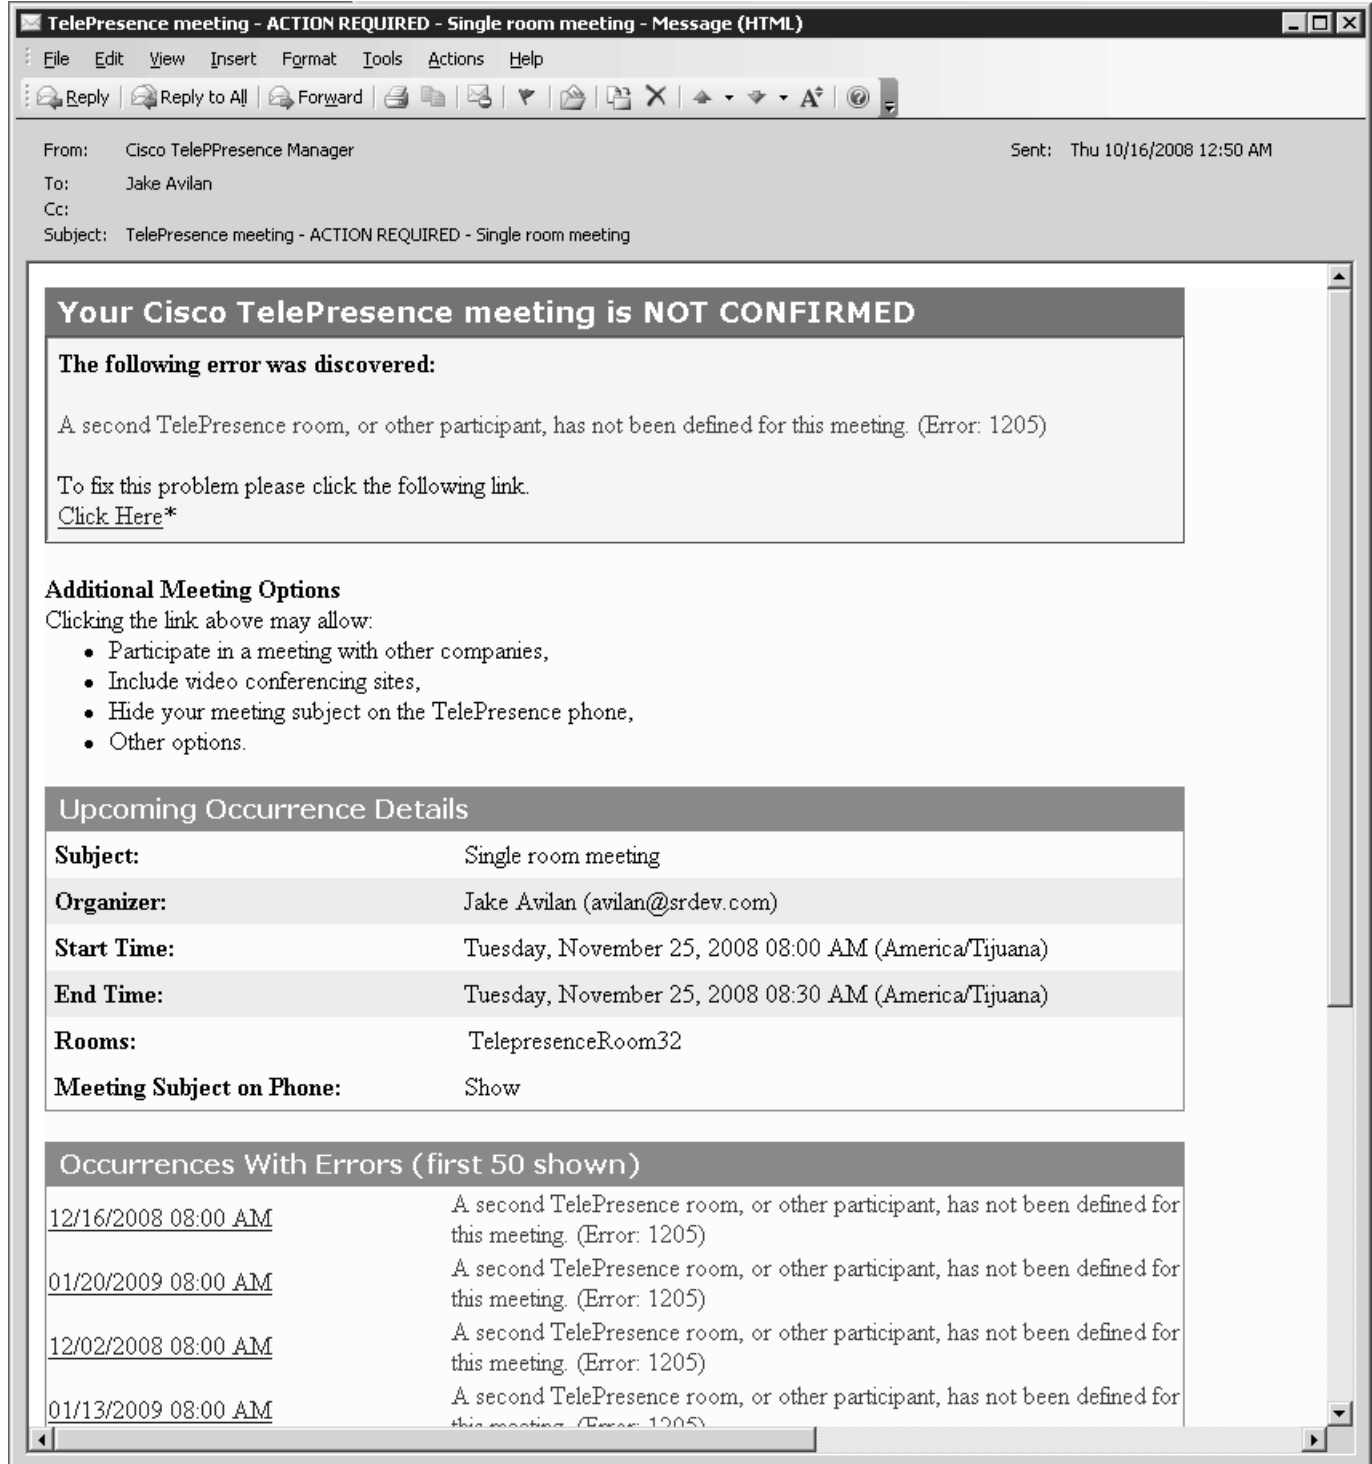 TelePresence meeting - ACTION REQUIRED - Single room meeting - Message (HTML)
File Edit View Insert Format Tools Actions Help
Reply Reply to All Forward
From: Cisco TelePPresence Manager Sent: Thu 10/16/2008 12:50 AM
To: Jake Avilan
Cc:
Subject: TelePresence meeting - ACTION REQUIRED - Single room meeting
Your Cisco TelePresence meeting is NOT CONFIRMED
The following error was discovered:
A second TelePresence room, or other participant, has not been defined for this meeting. (Error: 1205)
To fix this problem please click the following link.
Click Here*
Additional Meeting Options
Clicking the link above may allow:
• Participate in a meeting with other companies,
• Include video conferencing sites,
• Hide your meeting subject on the TelePresence phone,
• Other options.
Upcoming Occurrence Details
Subject: Single room meeting
Organizer: Jake Avilan (avilan@srdev.com)
Start Time: Tuesday, November 25, 2008 08:00 AM (America/Tijuana)
End Time: Tuesday, November 25, 2008 08:30 AM (America/Tijuana)
Rooms: TelepresenceRoom32
Meeting Subject on Phone: Show
Occurrences With Errors (first 50 shown)
12/16/2008 08:00 AM A second TelePresence room, or other participant, has not been defined for
this meeting. (Error: 1205)
01/20/2009 08:00 AM A second TelePresence room, or other participant, has not been defined for
this meeting. (Error: 1205)
12/02/2008 08:00 AM A second TelePresence room, or other participant, has not been defined for
this meeting. (Error: 1205)
01/13/2009 08:00 AM A second TelePresence room, or other participant, has not been defined for
this meeting. (Error: 1205)